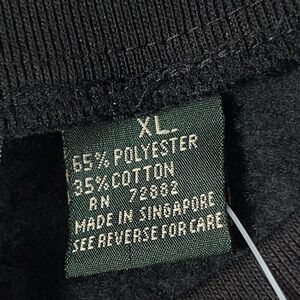 XL.
65% POLYESTER
35% COTTON
RN 72882
MADE IN SINGAPORE
SEE REVERSE FOR CARE